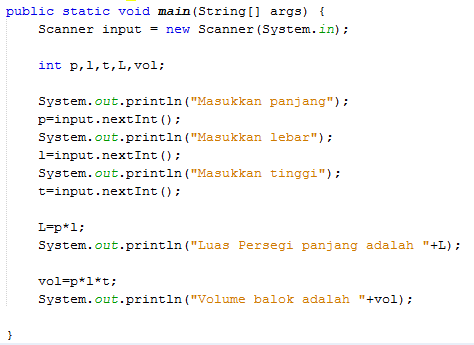 public static void main(String[] args) {
Scanner input = new Scanner(System.in);
int p,l,t,L,vol;
System.out.println("Masukkan panjang");
p=input.nextInt();
System.out.println("Masukkan lebar");
l=input.nextInt();
System.out.println("Masukkan tinggi");
t=input.nextInt();
L=p*l;
System.out.println("Luas Persegi panjang adalah "+L);
vol=p*l*t;
System.out.println("Volume balok adalah "+vol);
}